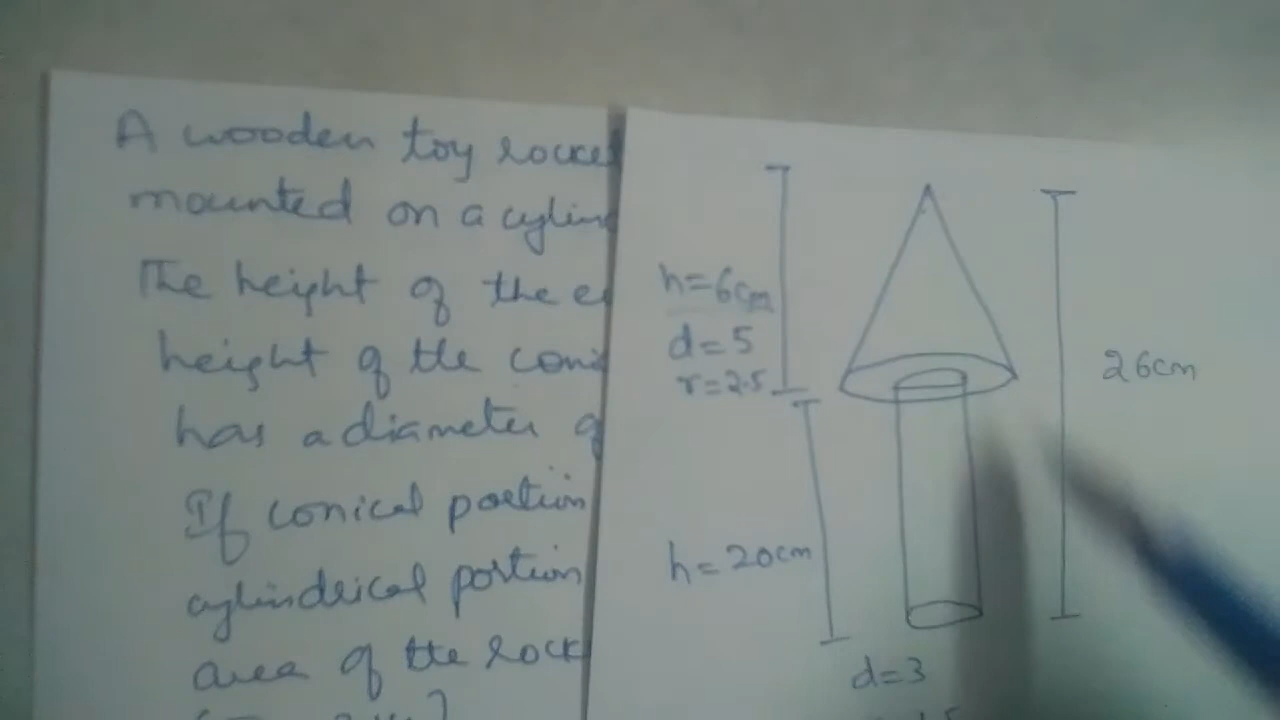 A wooden toy rocke
mounted on a cylin
The height of the e
height of the coni
has a diameter
If conical portion
cylindrical portion
area of the rock
h=6cm
d=5
r=2.5
26cm
h=20cm
d=3